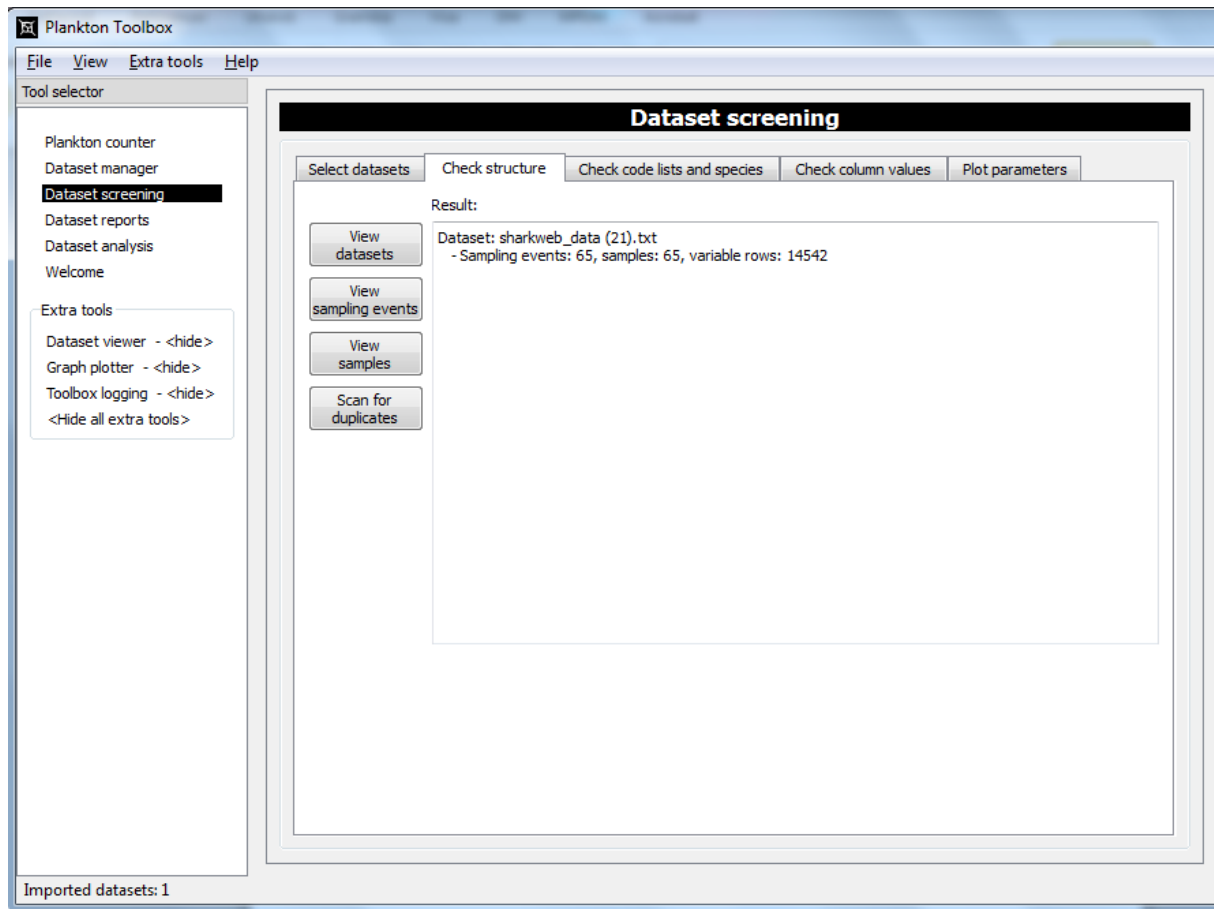 Plankton Toolbox
File View Extra tools Help
Tool selector
Plankton counter
Dataset manager
Dataset screening
Dataset reports
Dataset analysis
Welcome
Extra tools
Dataset viewer - <hide>
Graph plotter - <hide>
Toolbox logging - <hide>
<Hide all extra tools>
Dataset screening
Select datasets Check structure Check code lists and species Check column values Plot parameters
Result:
View
datasets
View
sampling events
View
samples
Scan for
duplicates
Dataset: sharkweb_data (21).txt
- Sampling events: 65, samples: 65, variable rows: 14542
Imported datasets: 1